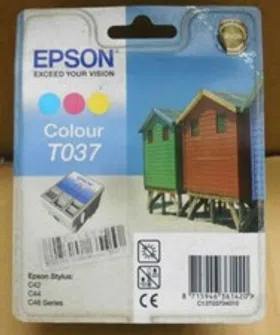 EPSON
EXCEED YOUR VISION
Colour
T037
Epson Stylus:
C42
C44
C46 Series
CE